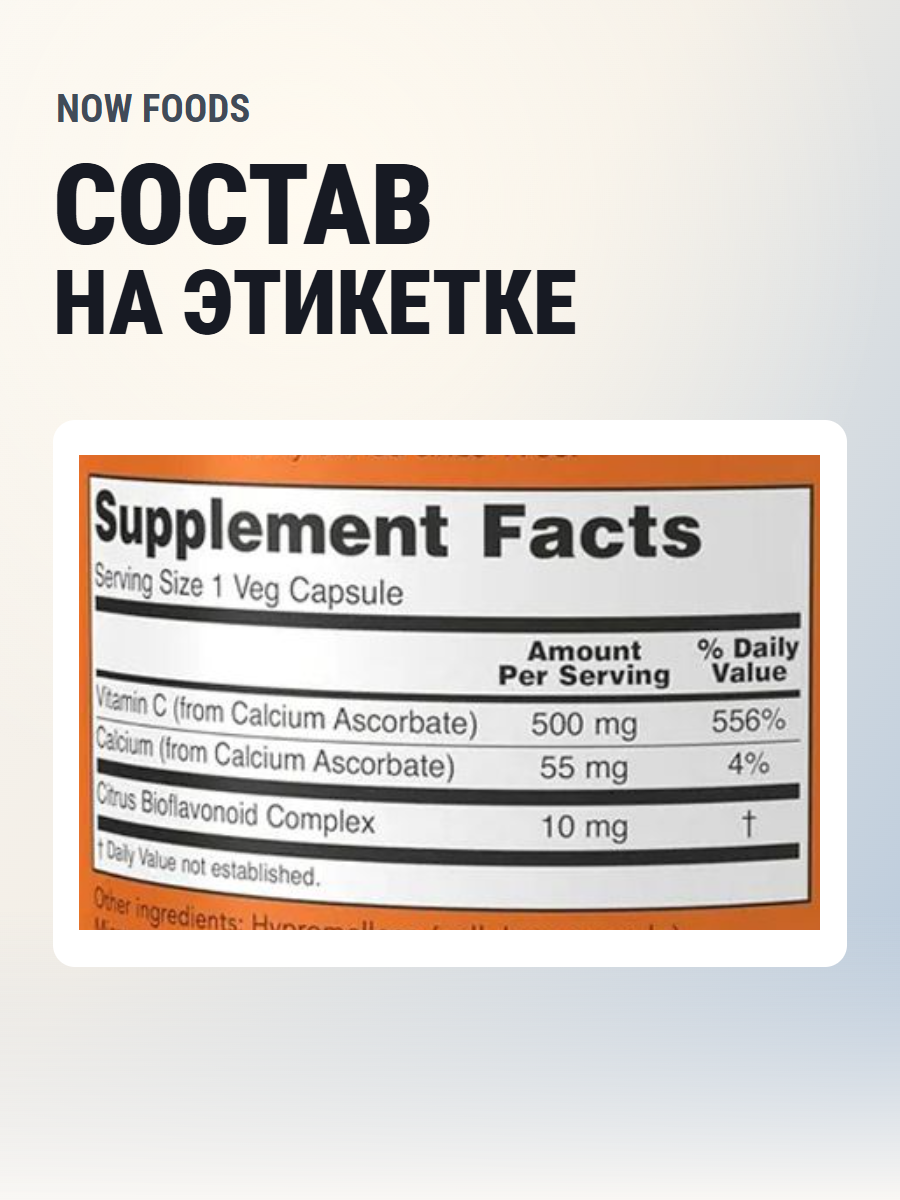 NOW FOODS
СОСТАВ
НА ЭТИКЕТКЕ
Supplement Facts
Serving Size 1 Veg Capsule
Amount Per Serving
% Daily Value
Vitamin C (from Calcium Ascorbate) 500 mg 556%
Calcium (from Calcium Ascorbate) 55 mg 4%
Citrus Bioflavonoid Complex 10 mg †
† Daily Value not established.
Other ingredients: